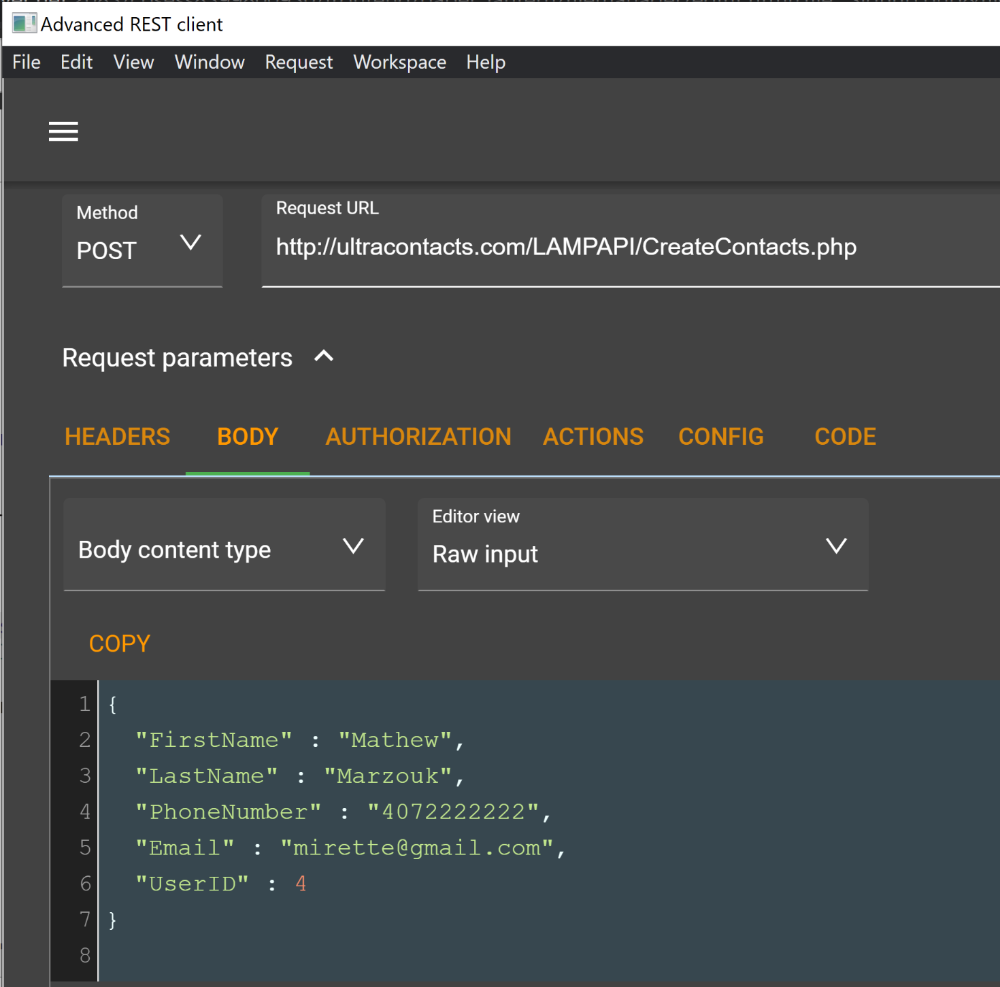 Advanced REST client
File Edit View Window Request Workspace Help
Method
POST
Request URL
http://ultracontacts.com/LAMPAPI/CreateContacts.php
Request parameters
HEADERS BODY AUTHORIZATION ACTIONS CONFIG CODE
Body content type
Editor view
Raw input
COPY
1 {
2 "FirstName" : "Mathew",
3 "LastName" : "Marzouk",
4 "PhoneNumber" : "4072222222",
5 "Email" : "mirette@gmail.com",
6 "UserID" : 4
7 }
8